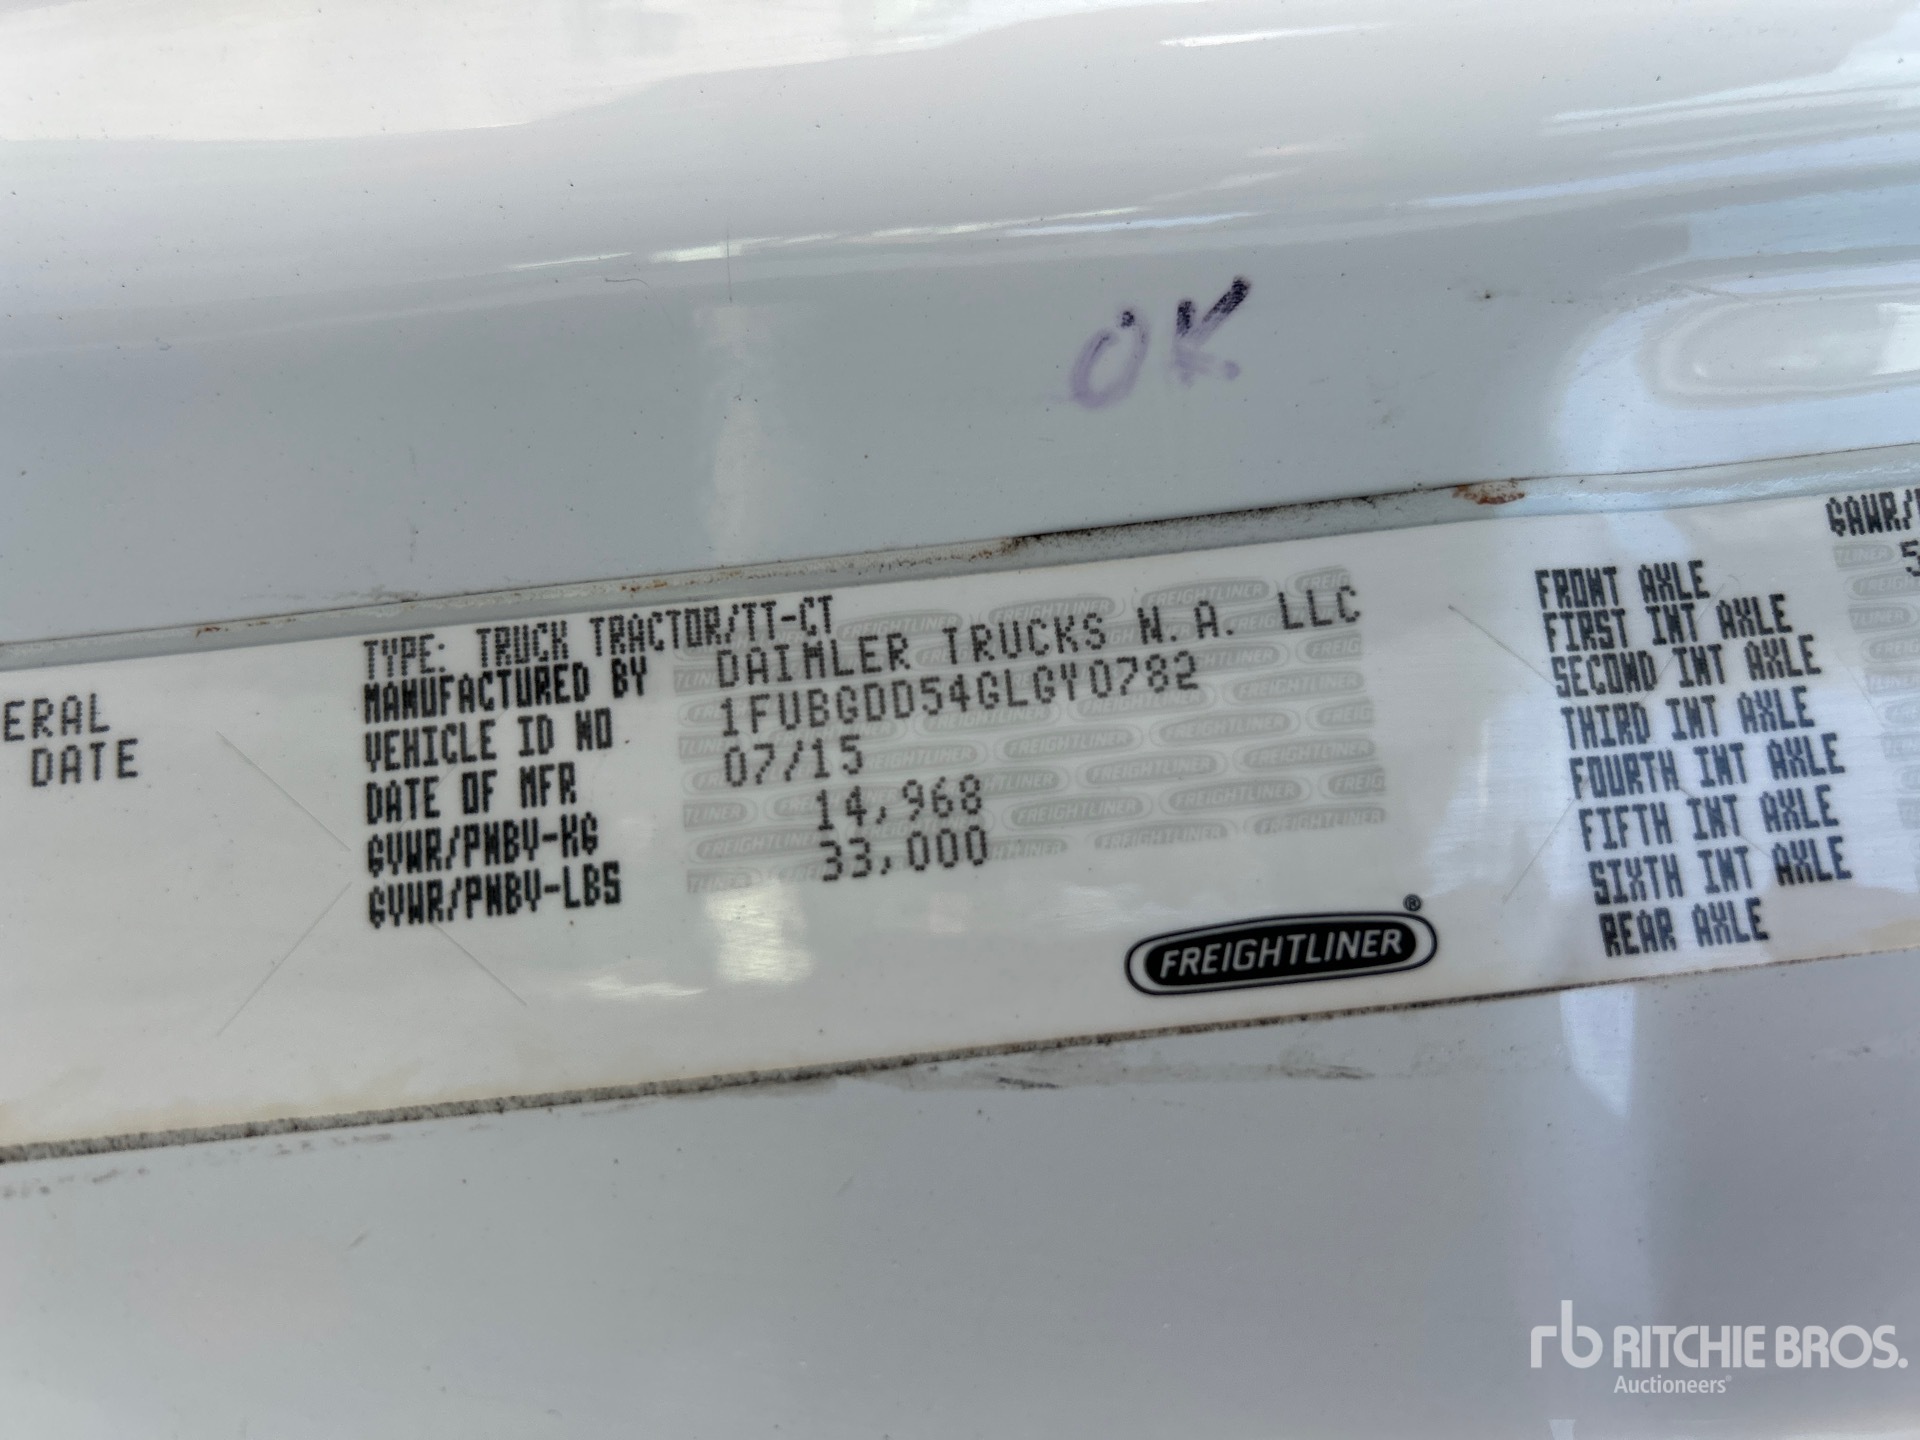 OK
ERAL
DATE
TYPE: TRUCK TRACTOR/TT-CT
MANUFACTURED BY DAIMLER TRUCKS N.A. LLC
VEHICLE ID NO 1FUBGDD54GLGY0782
DATE OF MFR 07/15
GVWR/PNBV-KG 14,968
GVWR/PNBV-LBS 33,000
FREIGHTLINER®
GAWR/
5
FRONT AXLE
FIRST INT AXLE
SECOND INT AXLE
THIRD INT AXLE
FOURTH INT AXLE
FIFTH INT AXLE
SIXTH INT AXLE
REAR AXLE
rb RITCHIE BROS.
Auctioneers